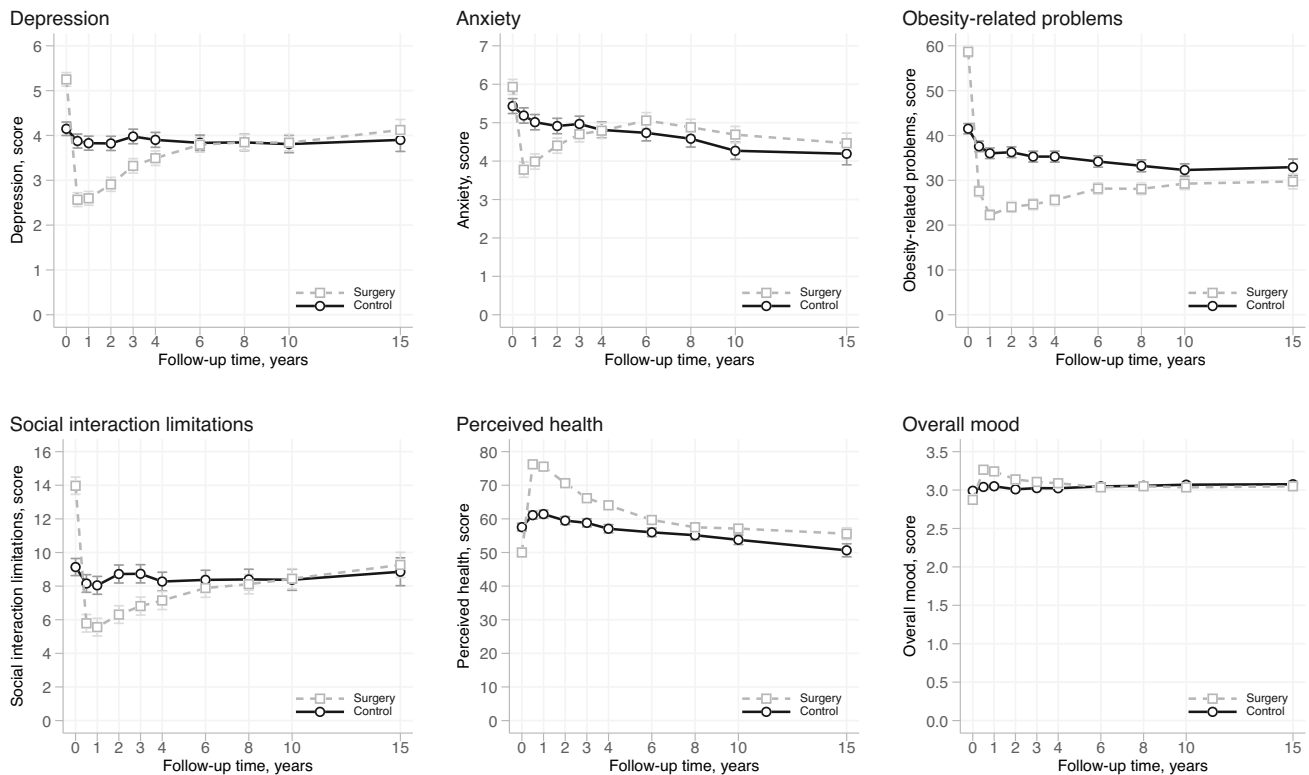 Depression
Depression, score
6
5
4
3
2
1
0
Surgery
Control
0 1 2 3 4 6 8 10 15
Follow-up time, years
Anxiety
Anxiety, score
7
6
5
4
3
2
1
0
Surgery
Control
0 1 2 3 4 6 8 10 15
Follow-up time, years
Obesity-related problems
Obesity-related problems, score
60
50
40
30
20
10
0
Surgery
Control
0 1 2 3 4 6 8 10 15
Follow-up time, years
Social interaction limitations
Social interaction limitations, score
16
14
12
10
8
6
4
2
0
Surgery
Control
0 1 2 3 4 6 8 10 15
Follow-up time, years
Perceived health
Perceived health, score
80
70
60
50
40
30
20
10
0
Surgery
Control
0 1 2 3 4 6 8 10 15
Follow-up time, years
Overall mood
Overall mood, score
3.5
3.0
2.5
2.0
1.5
1.0
0.5
0.0
Surgery
Control
0 1 2 3 4 6 8 10 15
Follow-up time, years